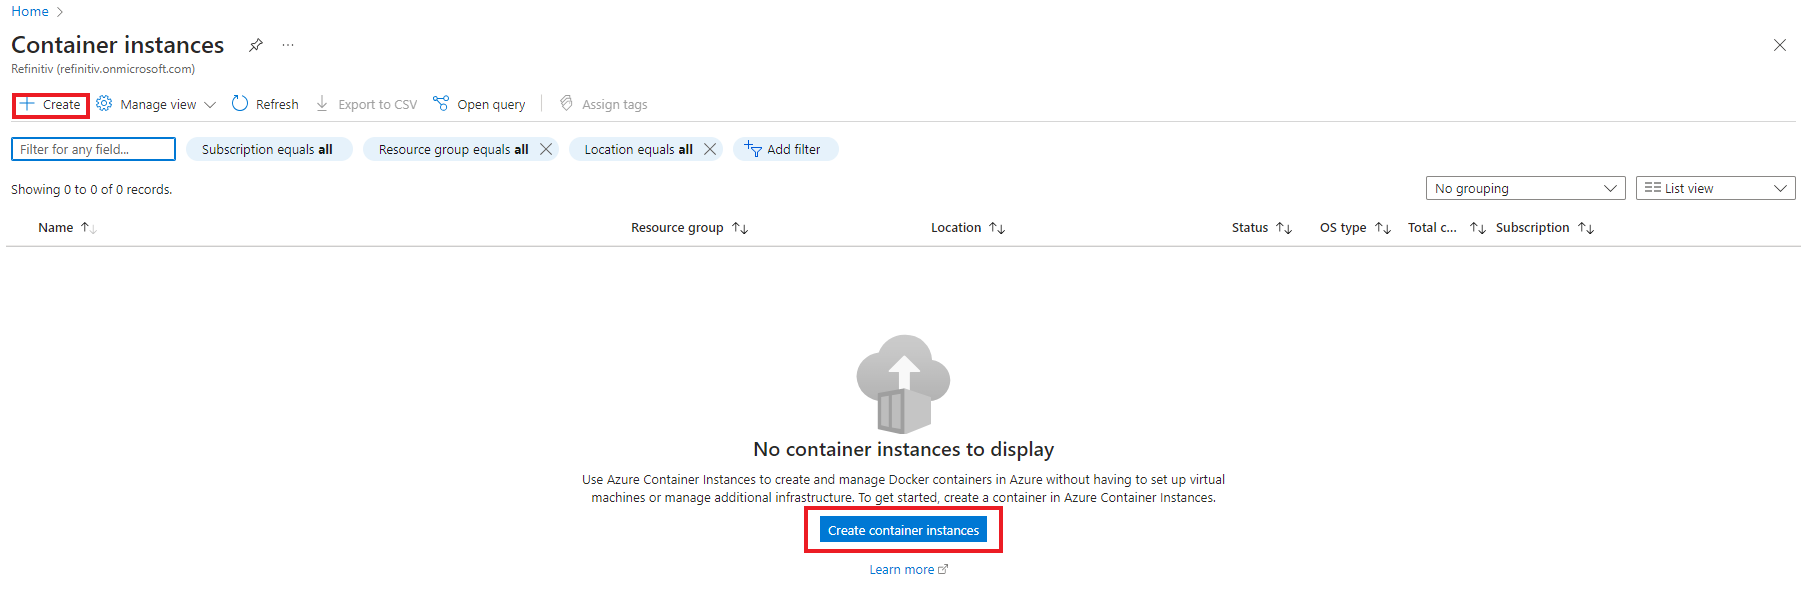 Home
Container instances
Refinitiv (refinitiv.onmicrosoft.com)
Create Manage view Refresh Export to CSV Open query Assign tags
Filter for any field... Subscription equals all Resource group equals all Location equals all Add filter
Showing 0 to 0 of 0 records. No grouping List view
Name Resource group Location Status OS type Total c... Subscription
No container instances to display
Use Azure Container Instances to create and manage Docker containers in Azure without having to set up virtual
machines or manage additional infrastructure. To get started, create a container in Azure Container Instances.
Create container instances
Learn more